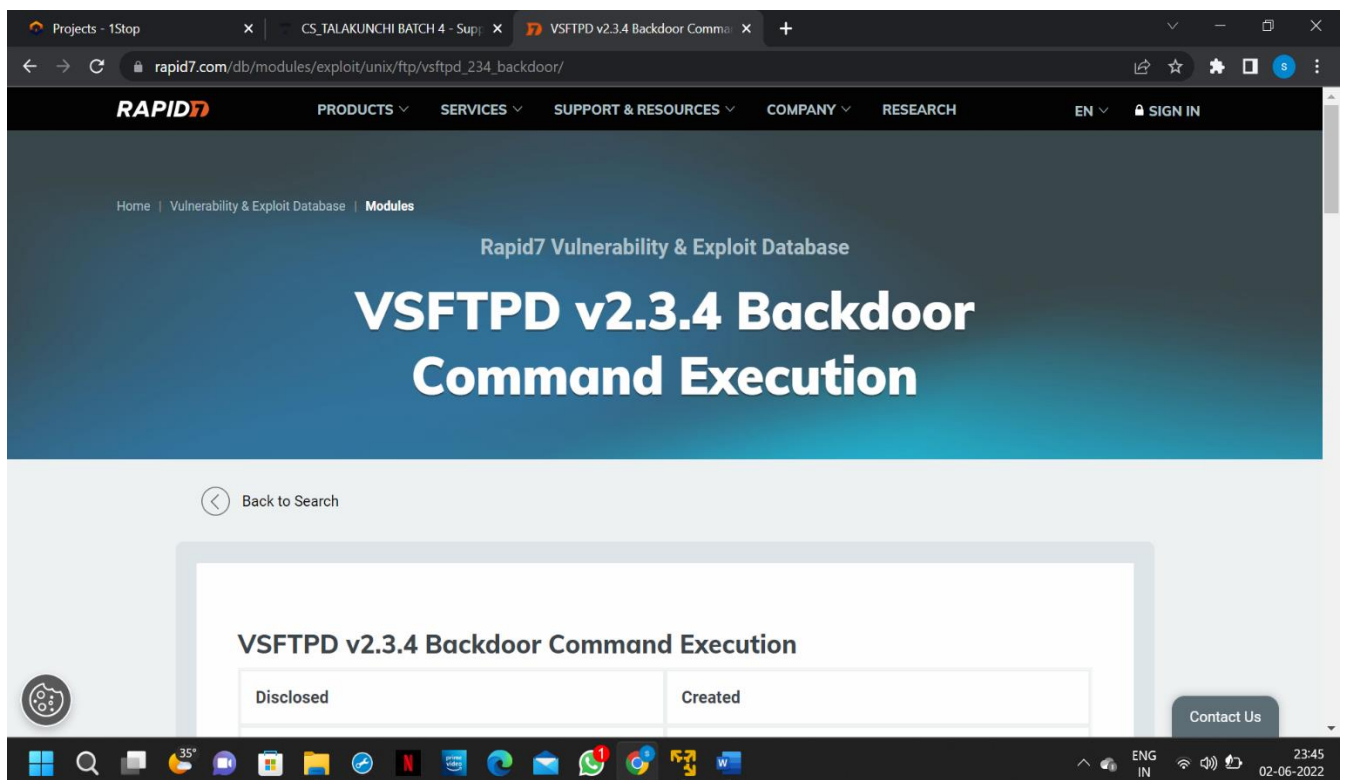 Projects - 1Stop
CS_TALAKUNCHI BATCH 4 - Supp
VSFTPD v2.3.4 Backdoor Comma
rapid7.com/db/modules/exploit/unix/ftp/vsftpd_234_backdoor/
s
RAPID7
PRODUCTS
SERVICES
SUPPORT & RESOURCES
COMPANY
RESEARCH
EN
SIGN IN
Home | Vulnerability & Exploit Database | Modules
Rapid7 Vulnerability & Exploit Database
VSFTPD v2.3.4 Backdoor
Command Execution
Back to Search
VSFTPD v2.3.4 Backdoor Command Execution
Disclosed
Created
Contact Us
35°
N
prime video
1
W
ENG
IN
23:45
02-06-2022